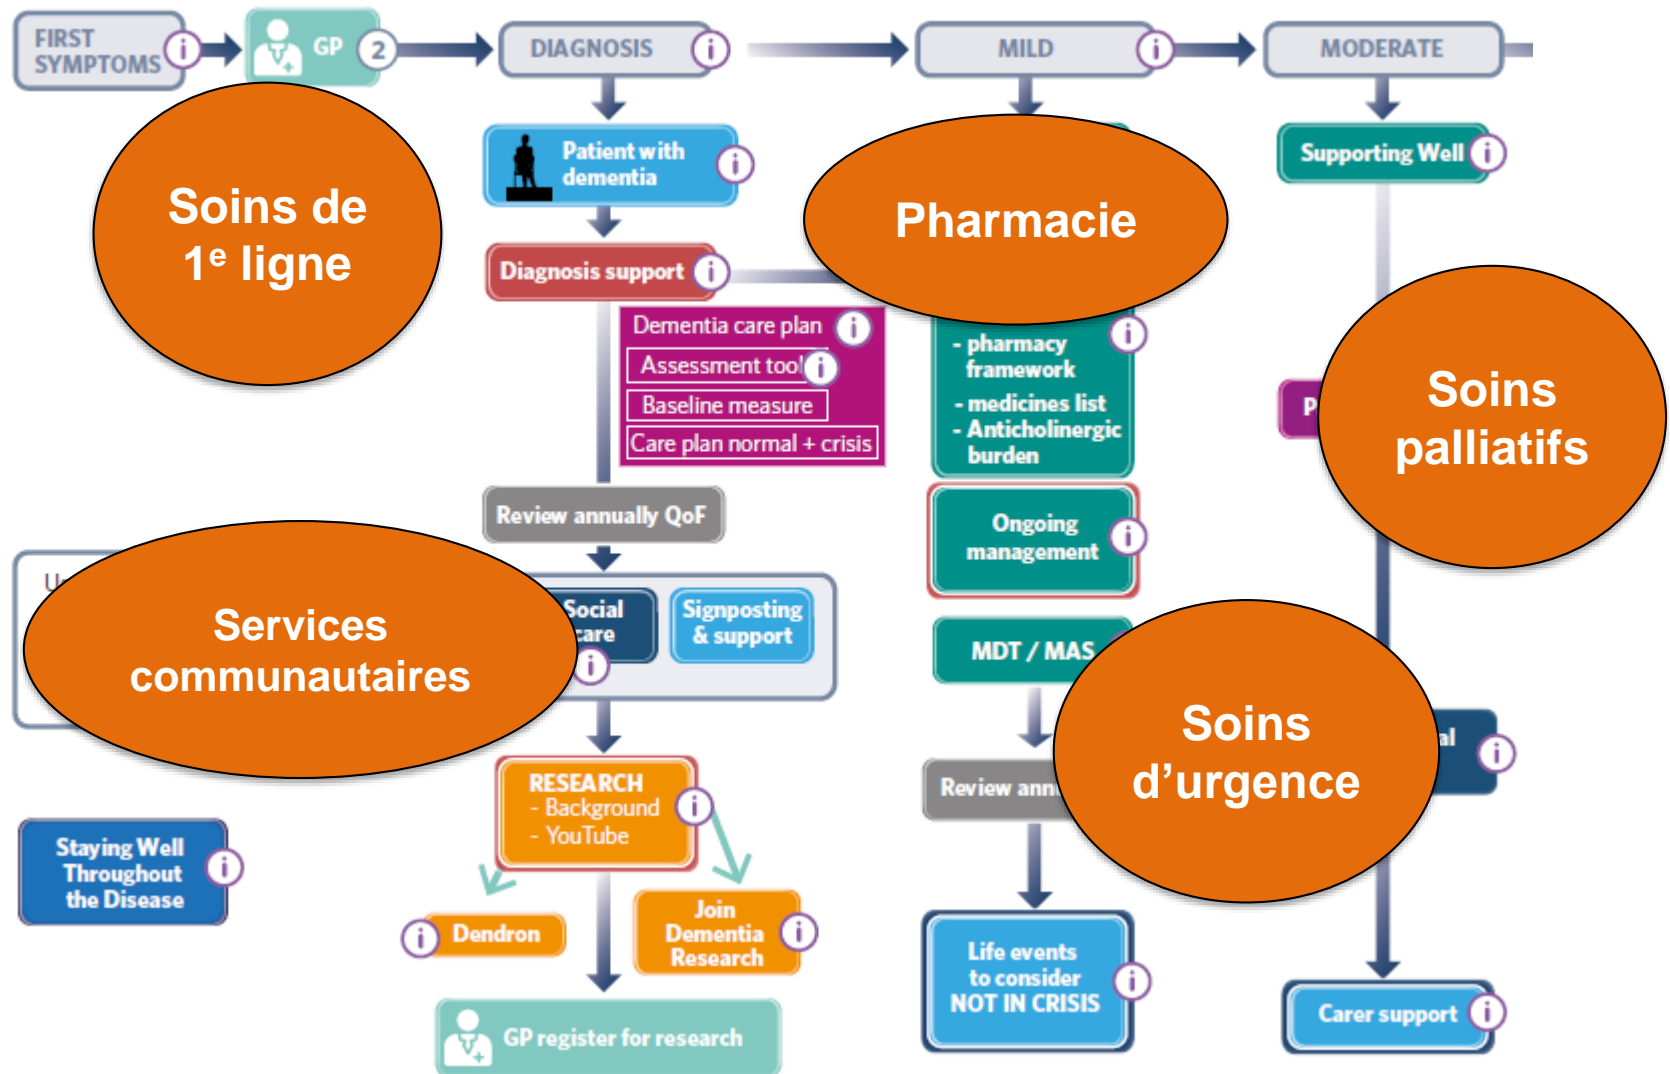 FIRST
SYMPTOMS
i
GP
2
DIAGNOSIS
i
MILD
i
MODERATE
Soins de
1e ligne
Patient with
dementia
i
Diagnosis support
i
Dementia care plan
i
Assessment tool
i
Baseline measure
Care plan normal + crisis
Review annually QoF
Services
communautaires
Social
care
i
Signposting
& support
RESEARCH
- Background
- YouTube
i
Staying Well
Throughout
the Disease
i
i
Dendron
Join
Dementia
Research
i
GP register for research
Pharmacie
- pharmacy
framework
- medicines list
- Anticholinergic
burden
i
Ongoing
management
i
MDT / MAS
Review
Soins
d’urgence
Life events
to consider
NOT IN CRISIS
i
Supporting Well
i
Soins
palliatifs
i
Carer support
i